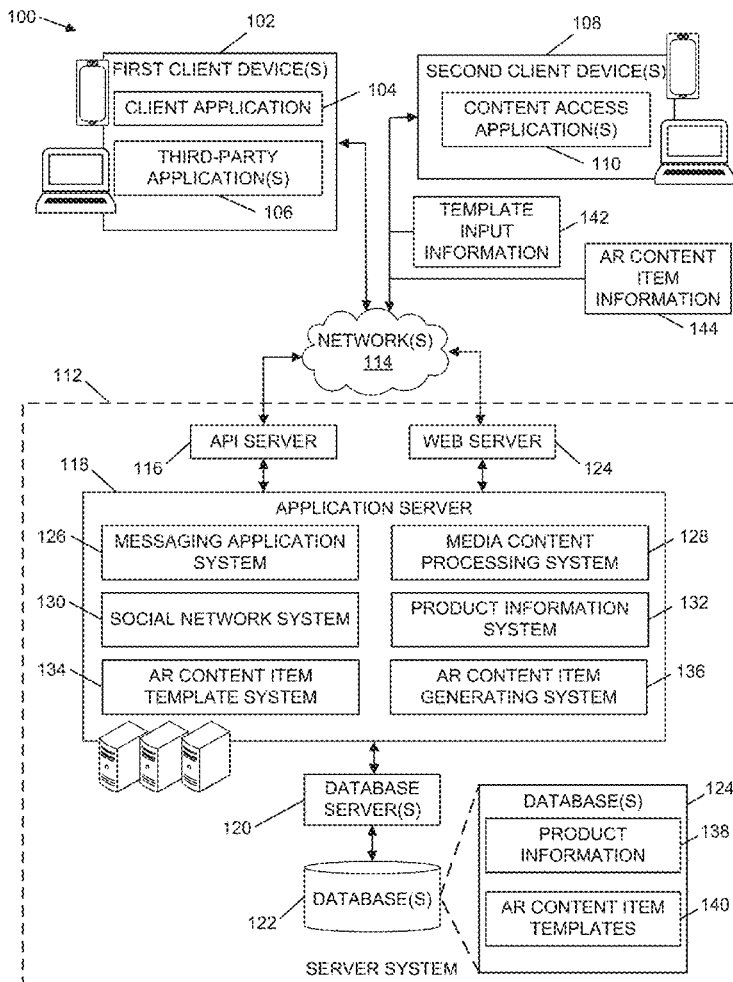 100
102
FIRST CLIENT DEVICE(S)
CLIENT APPLICATION
104
THIRD-PARTY
APPLICATION(S)
106
108
SECOND CLIENT DEVICE(S)
CONTENT ACCESS
APPLICATION(S)
110
TEMPLATE
INPUT
INFORMATION
142
AR CONTENT
ITEM
INFORMATION
144
NETWORK(S)
114
112
API SERVER
116
WEB SERVER
124
118
APPLICATION SERVER
126
MESSAGING APPLICATION
SYSTEM
MEDIA CONTENT
PROCESSING SYSTEM
128
130
SOCIAL NETWORK SYSTEM
PRODUCT INFORMATION
SYSTEM
132
134
AR CONTENT ITEM
TEMPLATE SYSTEM
AR CONTENT ITEM
GENERATING SYSTEM
136
DATABASE
SERVER(S)
120
DATABASE(S)
122
DATABASE(S)
124
PRODUCT
INFORMATION
138
AR CONTENT ITEM
TEMPLATES
140
SERVER SYSTEM